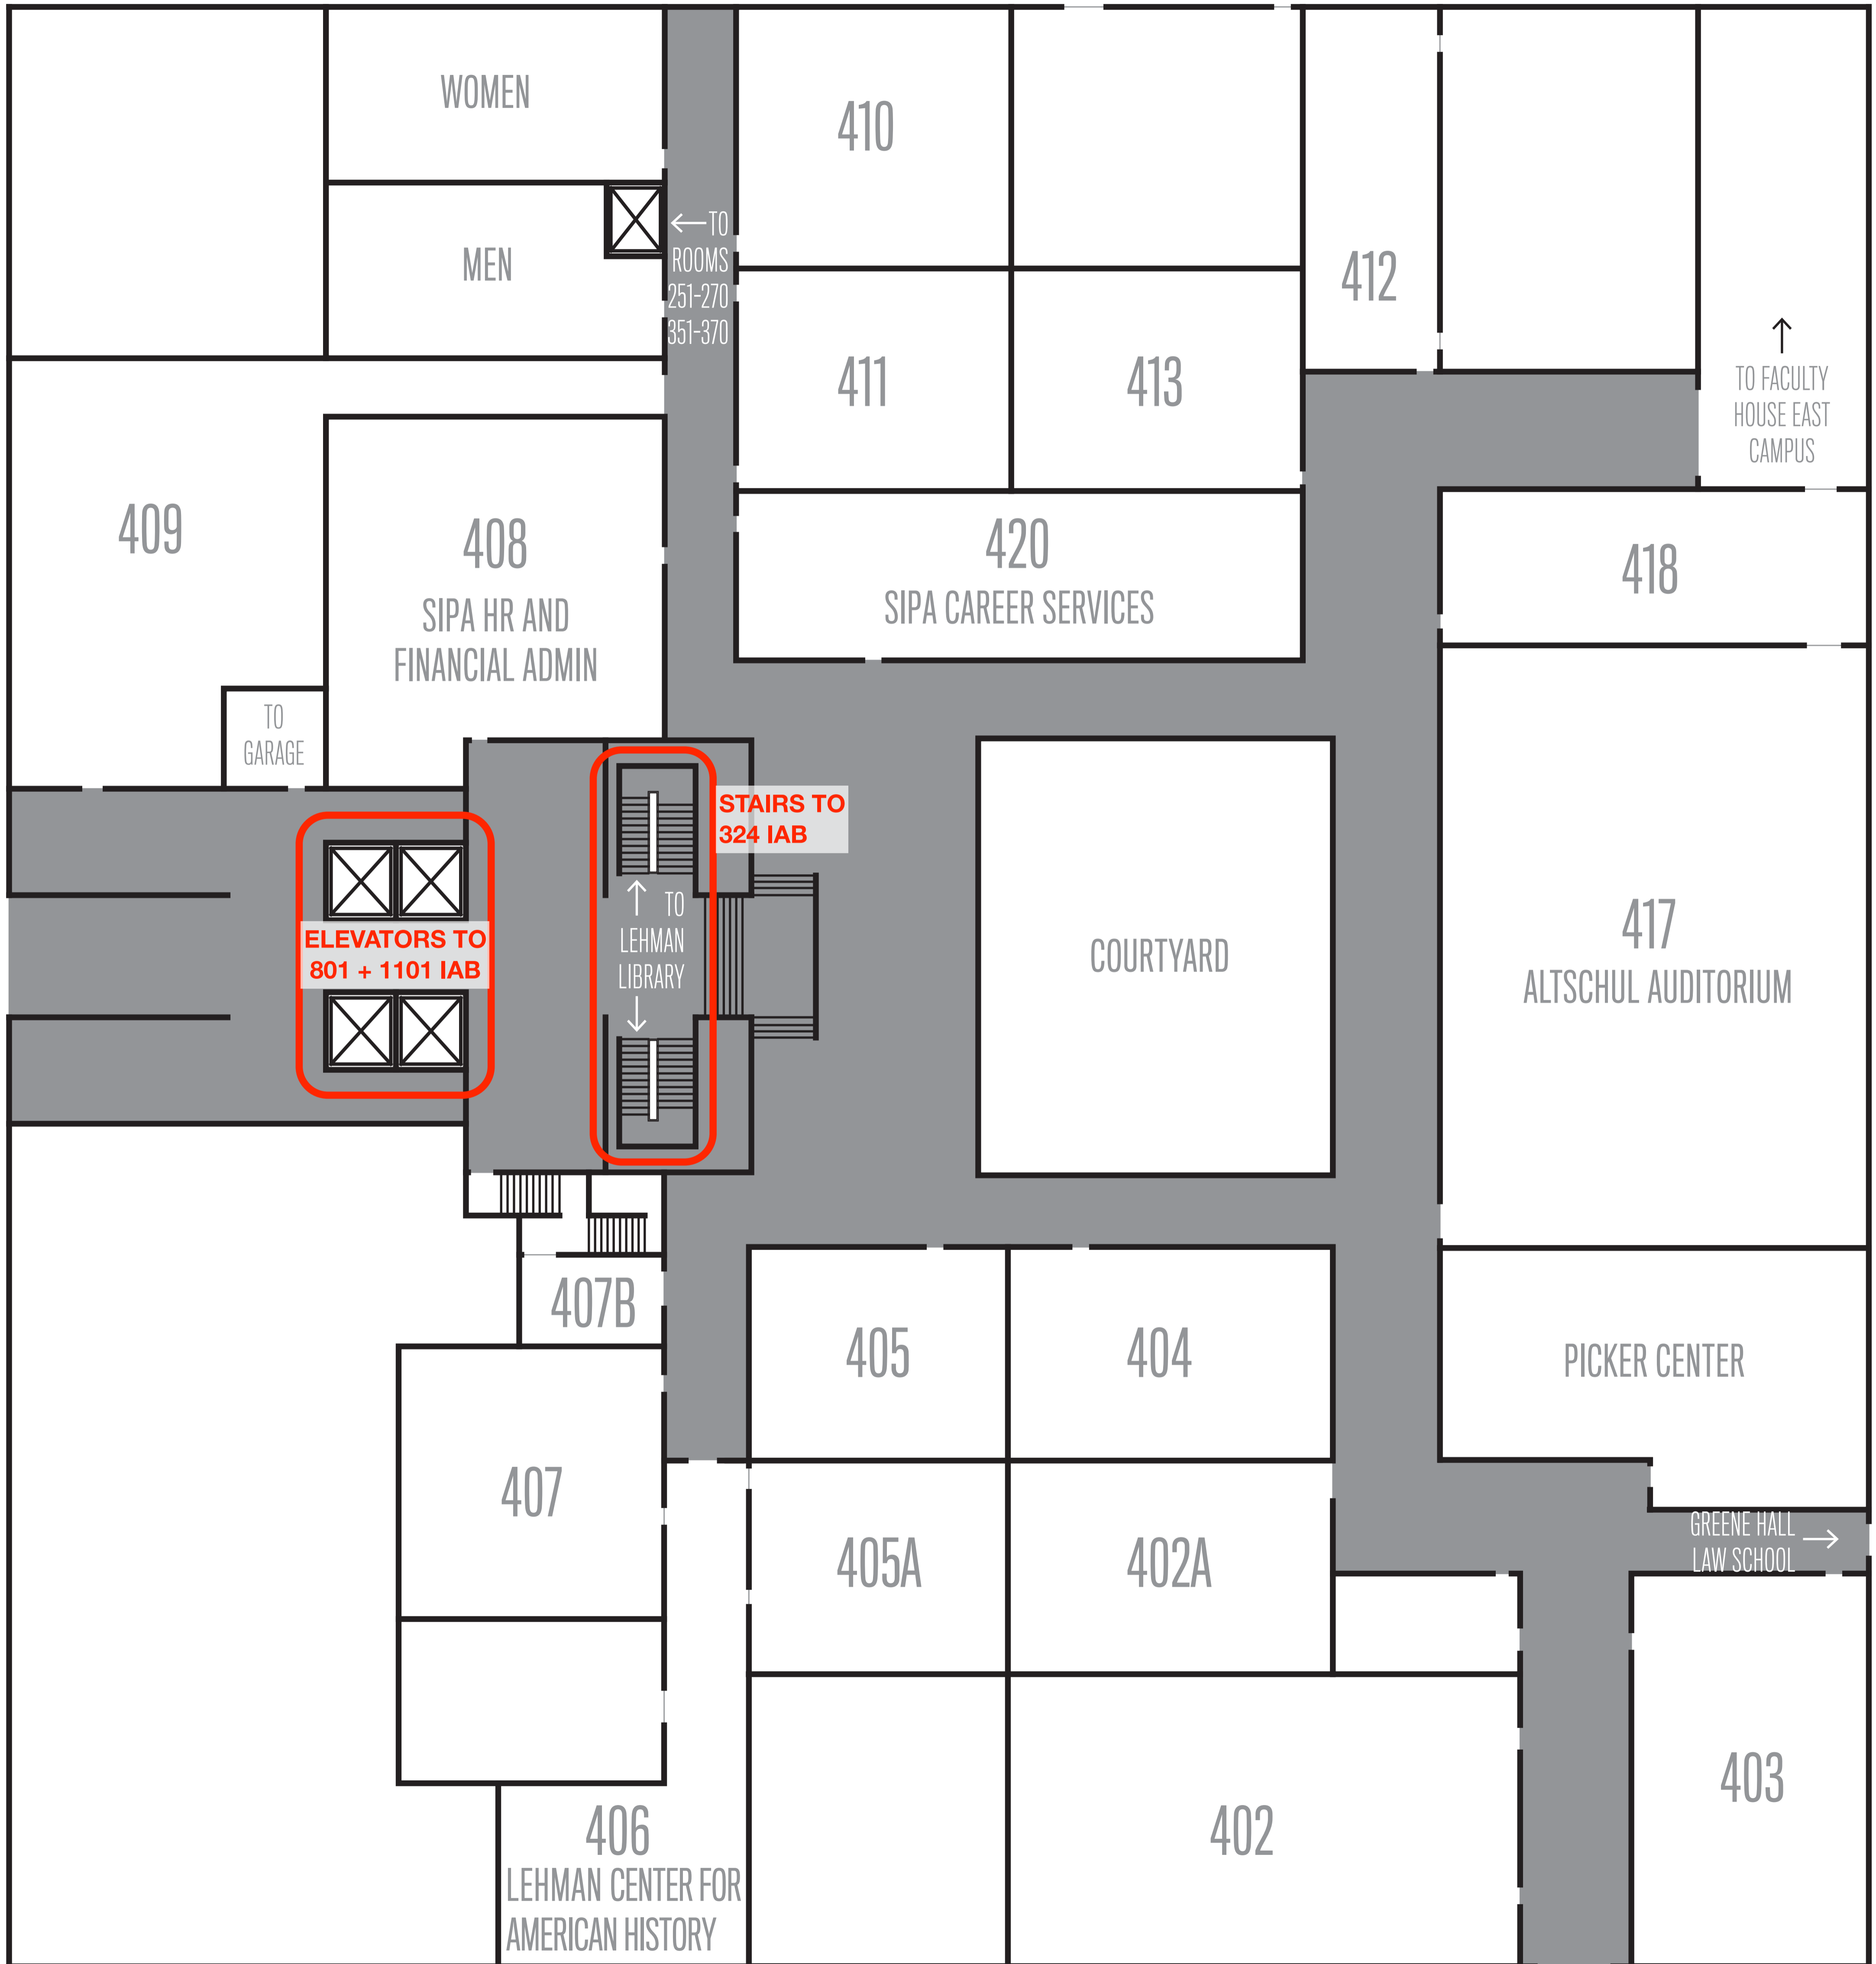 WOMEN
410
← TO
ROOMS
251-270
351-370
MEN
412
411
413
↑
TO FACULTY
HOUSE EAST
CAMPUS
409
408
SIPA HR AND
FINANCIAL ADMIN
420
SIPA CAREER SERVICES
418
TO
GARAGE
STAIRS TO
324 IAB
↑ TO
LEHMAN
LIBRARY
↓
ELEVATORS TO
801 + 1101 IAB
COURTYARD
417
ALTSCHUL AUDITORIUM
407B
405
404
PICKER CENTER
407
405A
402A
GREENE HALL →
LAW SCHOOL
403
406
LEHMAN CENTER FOR
AMERICAN HISTORY
402